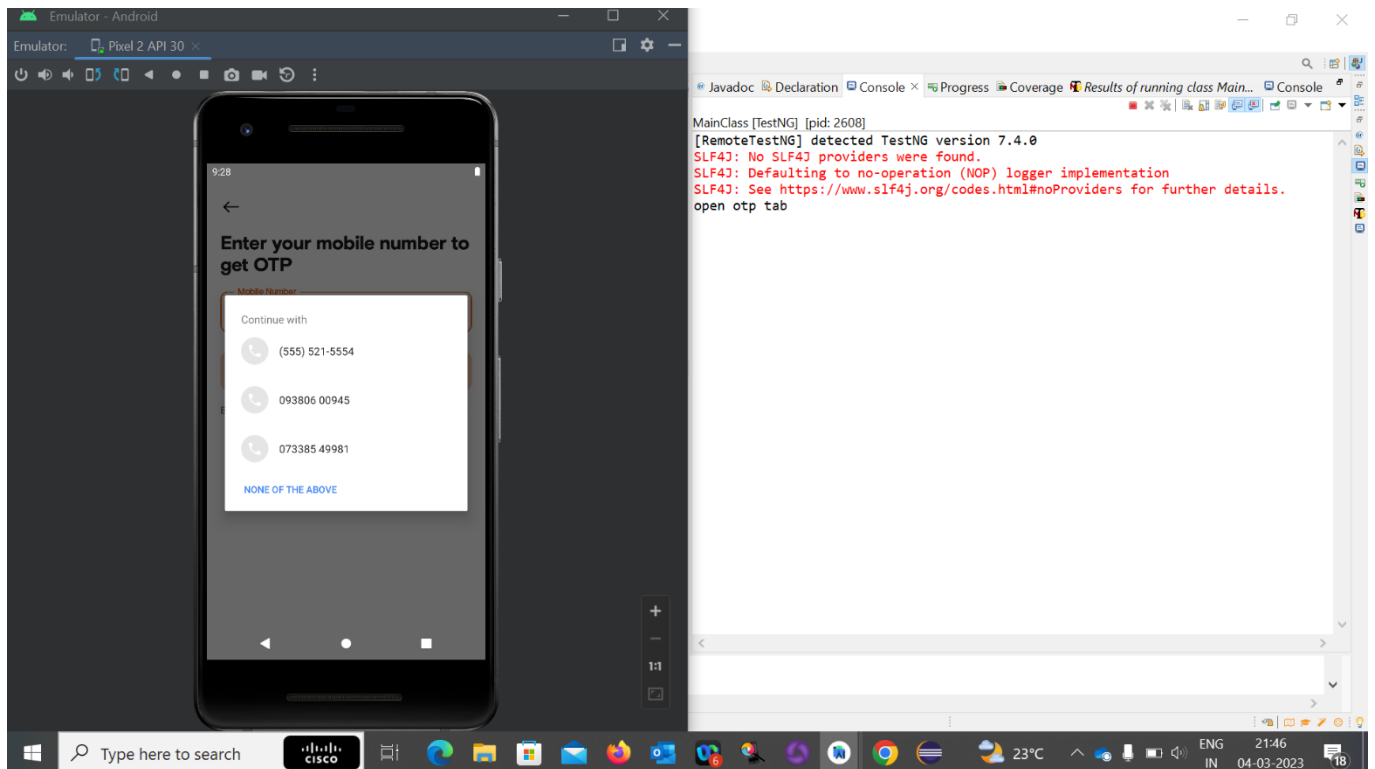 Emulator - Android
Emulator: Pixel 2 API 30
9:28
Enter your mobile number to
get OTP
Mobile Number
Continue with
(555) 521-5554
093806 00945
073385 49981
NONE OF THE ABOVE
1:1
Javadoc Declaration Console Progress Coverage Results of running class Main... Console
MainClass [TestNG] [pid: 2608]
[RemoteTestNG] detected TestNG version 7.4.0
SLF4J: No SLF4J providers were found.
SLF4J: Defaulting to no-operation (NOP) logger implementation
SLF4J: See https://www.slf4j.org/codes.html#noProviders for further details.
open otp tab
Type here to search
CISCO
23°C
ENG
IN
21:46
04-03-2023
18